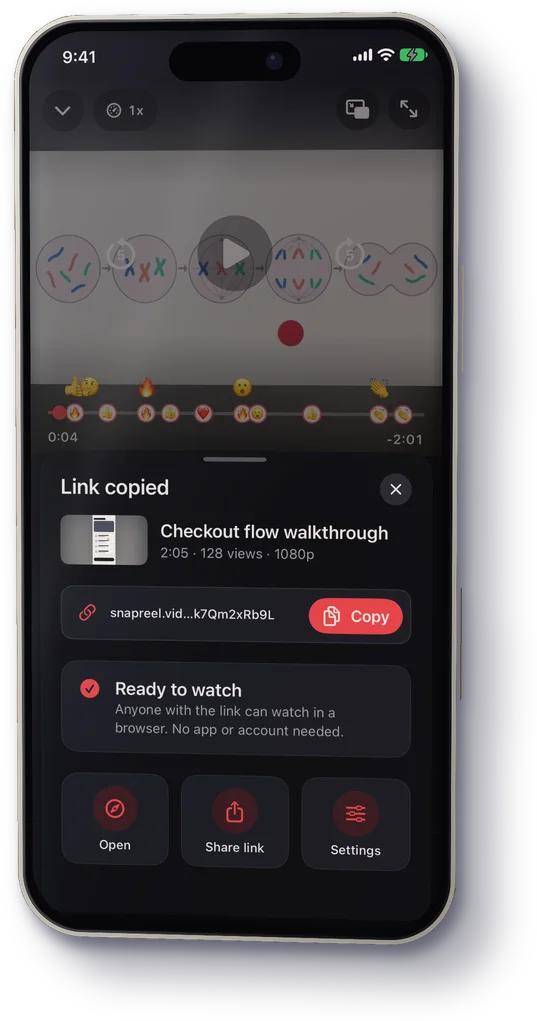 9:41
1x
5
5
0:04
-2:01
Link copied
Checkout flow walkthrough
2:05 · 128 views · 1080p
snapreel.vid...k7Qm2xRb9L
Copy
Ready to watch
Anyone with the link can watch in a
browser. No app or account needed.
Open
Share link
Settings